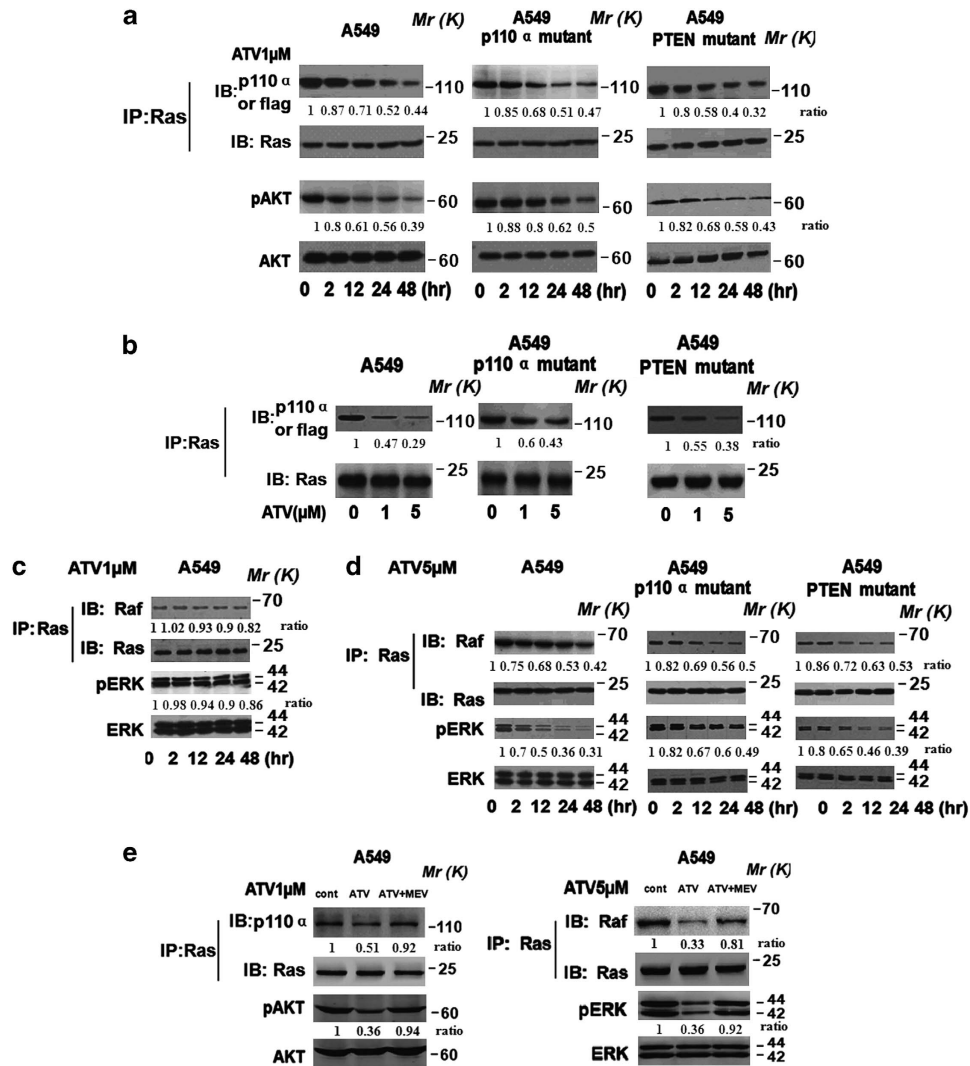 a
A549
Mr (K)
A549
p110 α mutant
Mr (K)
A549
PTEN mutant
Mr (K)
ATV1μM
IP:Ras
IB: p110 α
or flag
-110
-110
-110
1 0.87 0.71 0.52 0.44
1 0.85 0.68 0.51 0.47
1 0.8 0.58 0.4 0.32
ratio
IB: Ras
-25
-25
-25
pAKT
-60
-60
-60
1 0.8 0.61 0.56 0.39
1 0.88 0.8 0.62 0.5
1 0.82 0.68 0.58 0.43
ratio
AKT
-60
-60
-60
0 2 12 24 48 (hr)
0 2 12 24 48 (hr)
0 2 12 24 48 (hr)
b
A549
Mr (K)
A549
p110 α mutant
Mr (K)
A549
PTEN mutant
Mr (K)
IP:Ras
IB: p110 α
or flag
-110
-110
-110
1 0.47 0.29
1 0.6 0.43
1 0.55 0.38
ratio
IB: Ras
-25
-25
-25
ATV(μM)
0 1 5
0 1 5
0 1 5
c
ATV1μM
A549
Mr (K)
IP:Ras
IB: Raf
-70
1 1.02 0.93 0.9 0.82 ratio
IB: Ras
-25
pERK
44
42
1 0.98 0.94 0.9 0.86 ratio
ERK
44
42
0 2 12 24 48 (hr)
d
ATV5μM
A549
Mr (K)
A549
p110 α mutant
Mr (K)
A549
PTEN mutant
Mr (K)
IP: Ras
IB: Raf
-70
-70
-70
1 0.75 0.68 0.53 0.42
1 0.82 0.69 0.56 0.5
1 0.86 0.72 0.63 0.53
ratio
IB: Ras
-25
-25
-25
pERK
44
42
44
42
44
42
1 0.7 0.5 0.36 0.31
1 0.82 0.67 0.6 0.49
1 0.8 0.65 0.46 0.39
ratio
ERK
44
42
44
42
44
42
0 2 12 24 48
0 2 12 24 48
0 2 12 24 48 (hr)
e
A549
Mr (K)
ATV1μM
cont ATV ATV+MEV
IP:Ras
IB:p110 α
-110
1 0.51 0.92 ratio
IB: Ras
-25
pAKT
-60
1 0.36 0.94 ratio
AKT
-60
A549
Mr (K)
ATV5μM
cont ATV ATV+MEV
IP: Ras
IB: Raf
-70
1 0.33 0.81 ratio
IB: Ras
-25
pERK
44
42
1 0.36 0.92 ratio
ERK
44
42